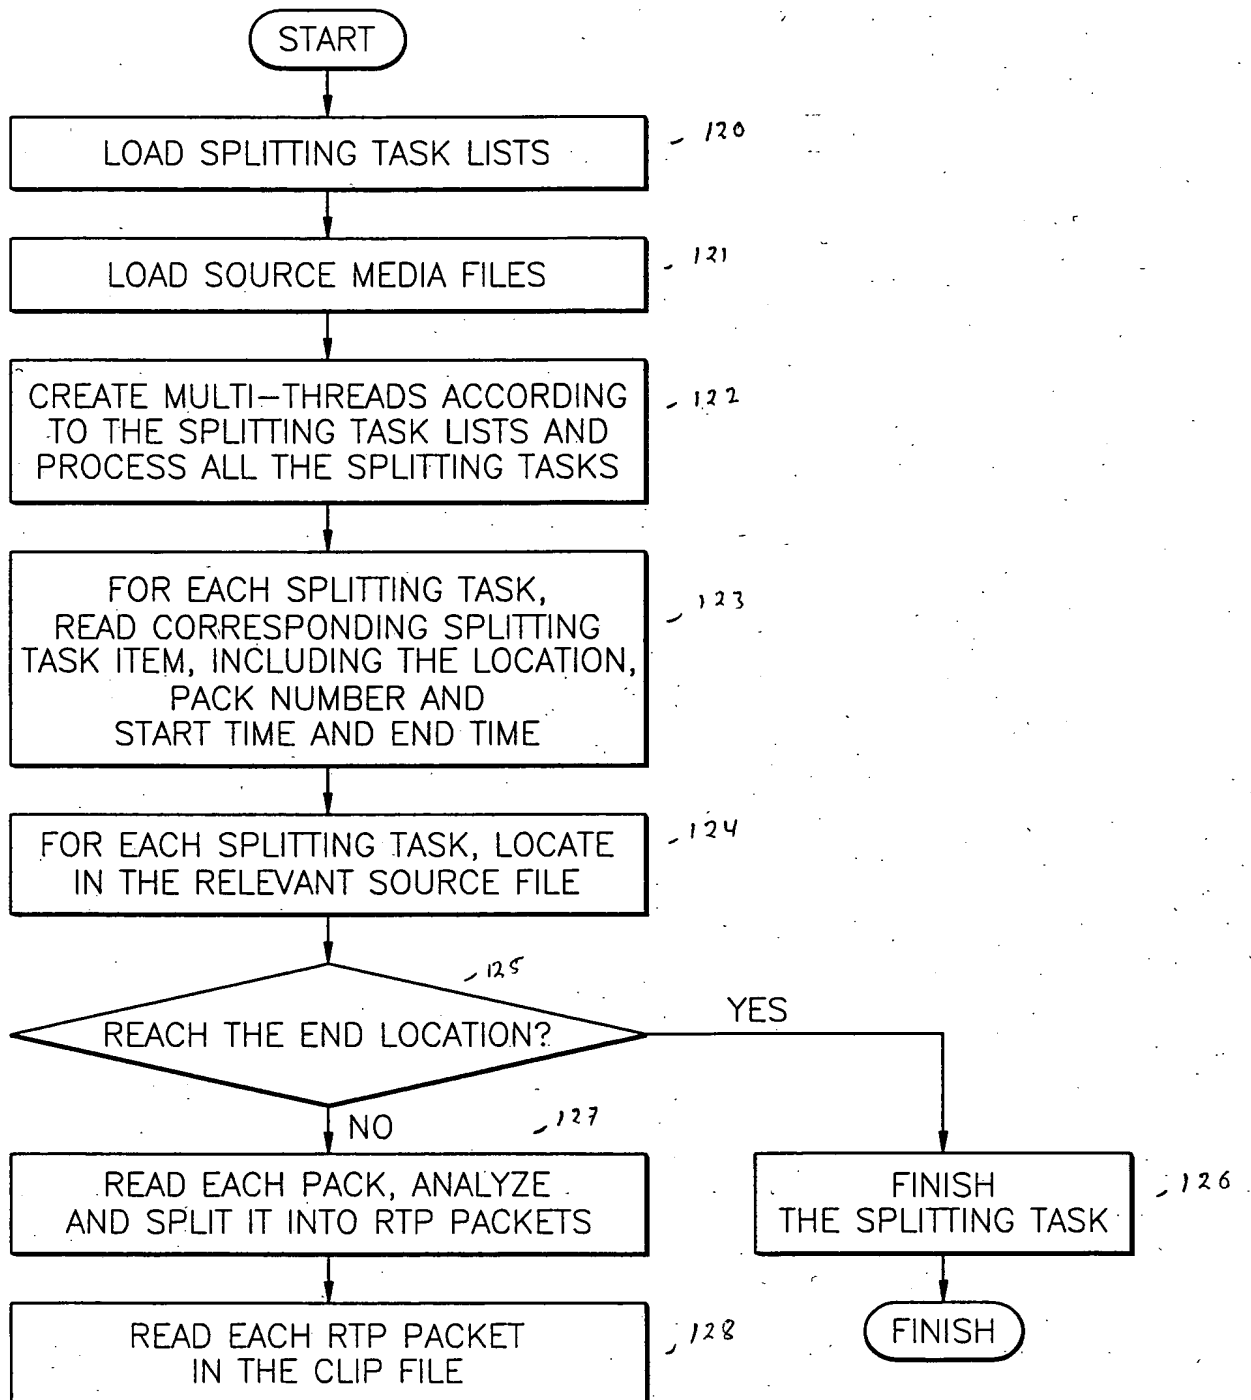 START
LOAD SPLITTING TASK LISTS
120
LOAD SOURCE MEDIA FILES
121
CREATE MULTI-THREADS ACCORDING
TO THE SPLITTING TASK LISTS AND
PROCESS ALL THE SPLITTING TASKS
122
FOR EACH SPLITTING TASK,
READ CORRESPONDING SPLITTING
TASK ITEM, INCLUDING THE LOCATION,
PACK NUMBER AND
START TIME AND END TIME
123
FOR EACH SPLITTING TASK, LOCATE
IN THE RELEVANT SOURCE FILE
124
125
REACH THE END LOCATION?
YES
NO
127
READ EACH PACK, ANALYZE
AND SPLIT IT INTO RTP PACKETS
FINISH
THE SPLITTING TASK
126
READ EACH RTP PACKET
IN THE CLIP FILE
128
FINISH